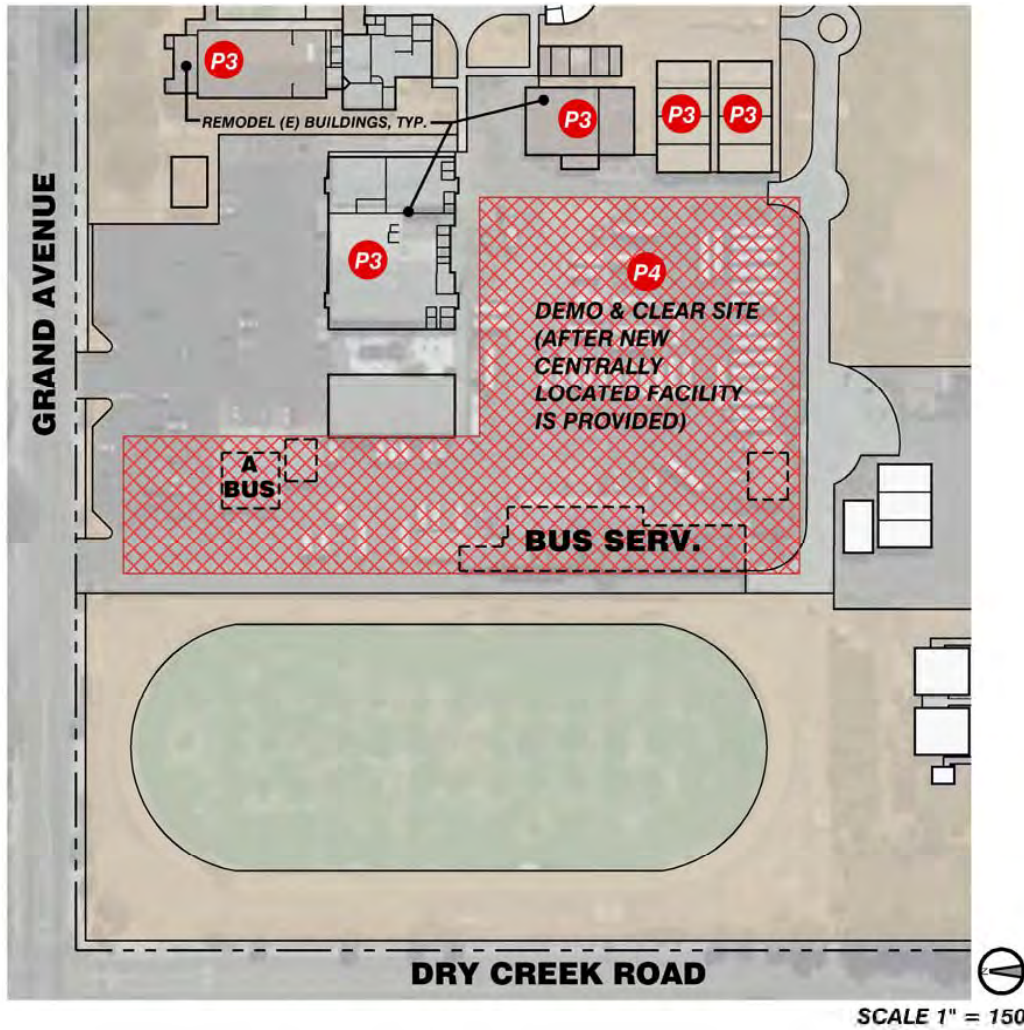 P3
REMODEL (E) BUILDINGS, TYP.
P3
P3
P3
GRAND AVENUE
P3
P4
DEMO & CLEAR SITE
(AFTER NEW
CENTRALLY
LOCATED FACILITY
IS PROVIDED)
A
BUS
BUS SERV.
DRY CREEK ROAD
Z
SCALE 1" = 150